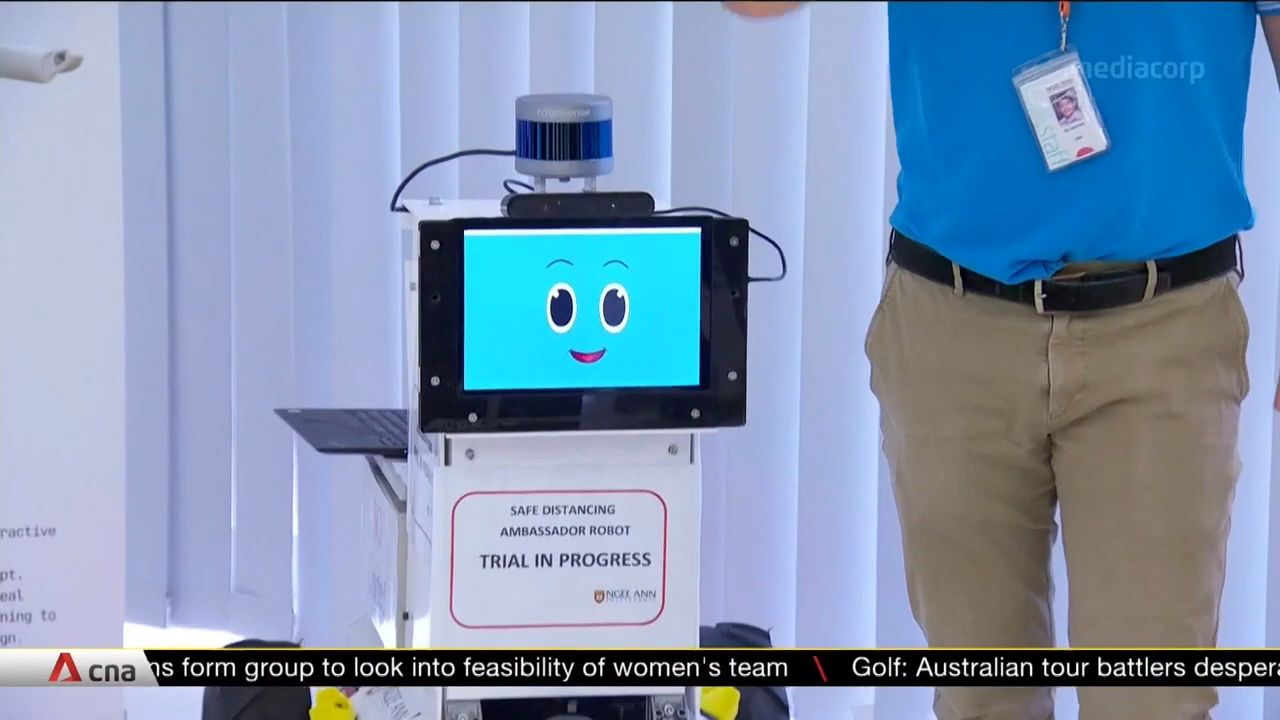 mediacorp
robosense
staff
SAFE DISTANCING
AMBASSADOR ROBOT
TRIAL IN PROGRESS
NGEE ANN
ractive
pt.
eal
ning to
gn.
cna
ns form group to look into feasibility of women's team \ Golf: Australian tour battlers despera